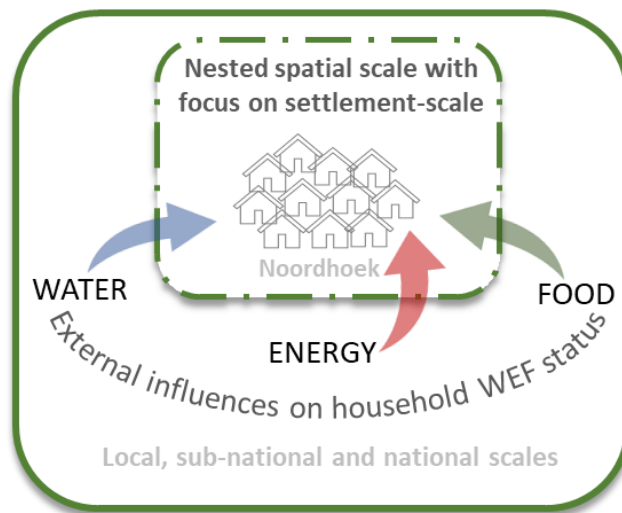 Nested spatial scale with
focus on settlement-scale
Noordhoek
WATER
FOOD
ENERGY
External influences on household WEF status
Local, sub-national and national scales